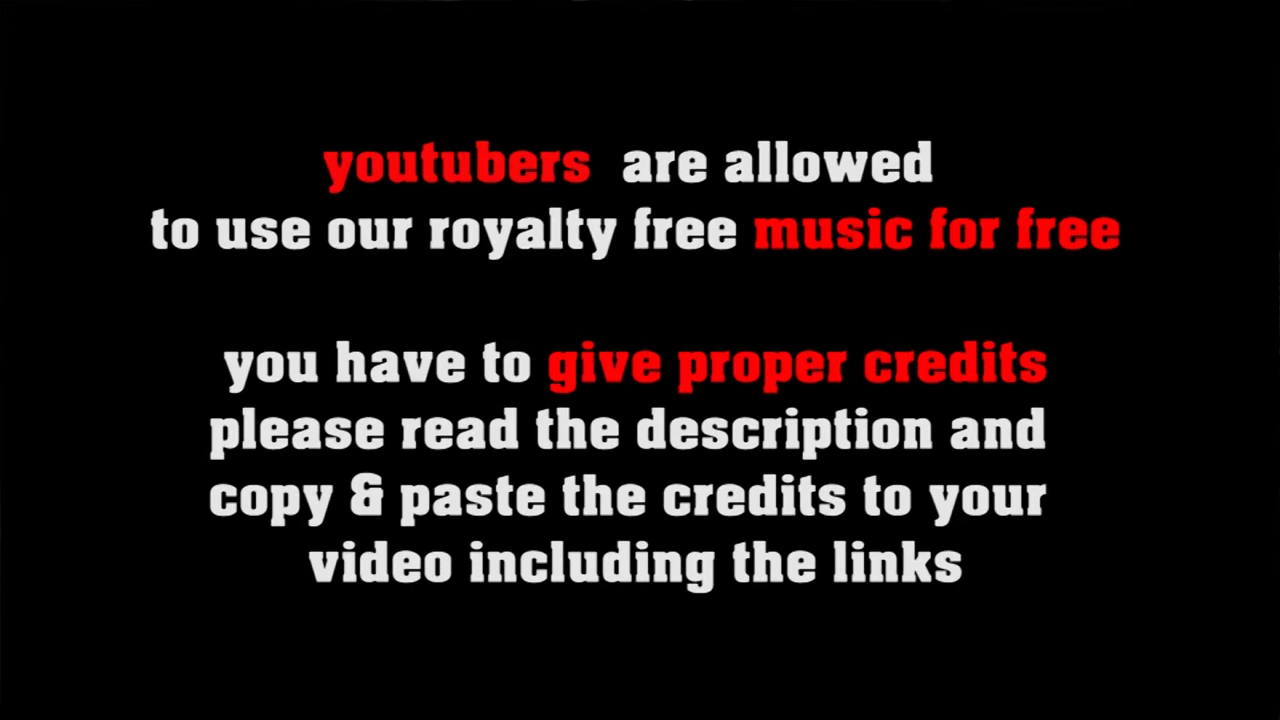 youtubers are allowed
to use our royalty free music for free
you have to give proper credits
please read the description and
copy & paste the credits to your
video including the links